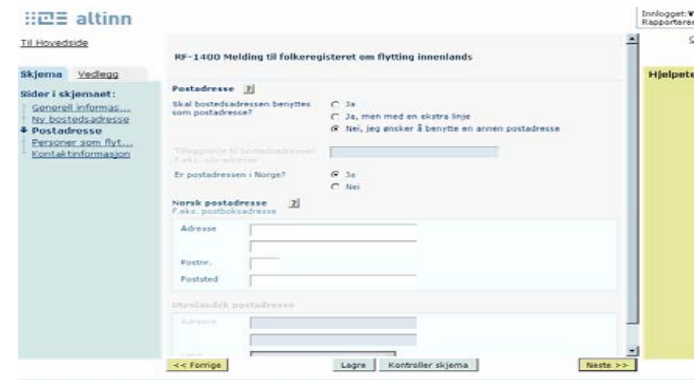 altinn
Innlogget:
Rapporterer
Til Hovedside
RF-1400 Melding til folkeregisteret om flytting innenlands
Skjema Vedlegg
Hjelpete
Sider i skjemaet:
Generell informas...
Ny bostedsadresse
Postadresse
Personer som flyt...
Kontaktinformasjon
Postadresse ?
Skal bostedsadressen benyttes som postadresse?
Ja
Ja, men med en ekstra linje
Nei, jeg ønsker å benytte en annen postadresse
Tilleggslinje til bostedsadressen
f.eks. c/o-adresse
Er postadressen i Norge?
Ja
Nei
Norsk postadresse ?
F.eks. postboksadresse
Adresse
Postnr.
Poststed
Utenlandsk postadresse
Adresse
<< Forrige
Lagre
Kontroller skjema
Neste >>